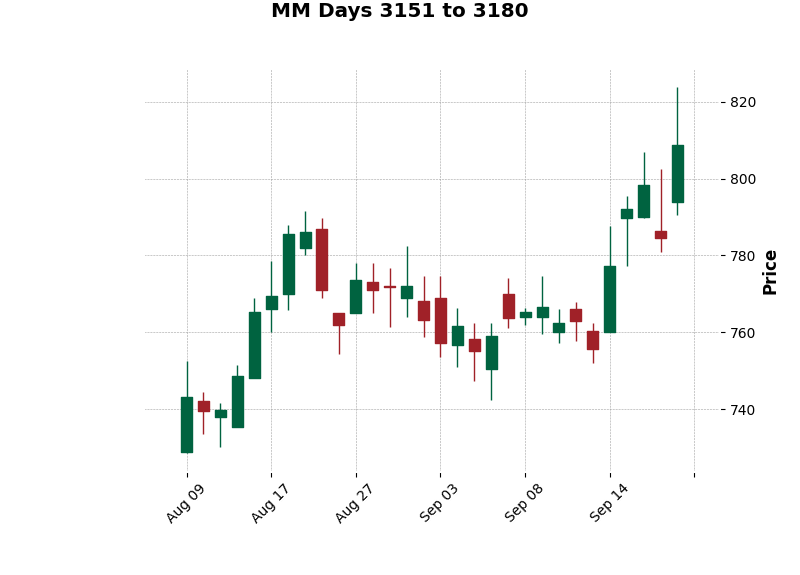 MM Days 3151 to 3180
820
800
780
760
740
Price
Aug 09
Aug 17
Aug 27
Sep 03
Sep 08
Sep 14